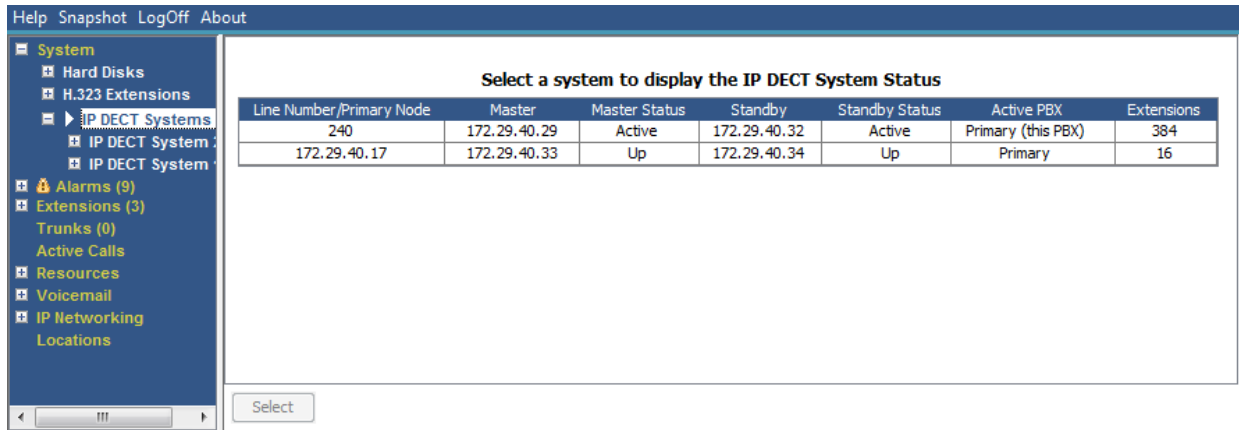 Help Snapshot LogOff About
System
Hard Disks
H.323 Extensions
IP DECT Systems
IP DECT System
IP DECT System
Alarms (9)
Extensions (3)
Trunks (0)
Active Calls
Resources
Voicemail
IP Networking
Locations
Select a system to display the IP DECT System Status
Line Number/Primary Node Master Master Status Standby Standby Status Active PBX Extensions
240 172.29.40.29 Active 172.29.40.32 Active Primary (this PBX) 384
172.29.40.17 172.29.40.33 Up 172.29.40.34 Up Primary 16
Select